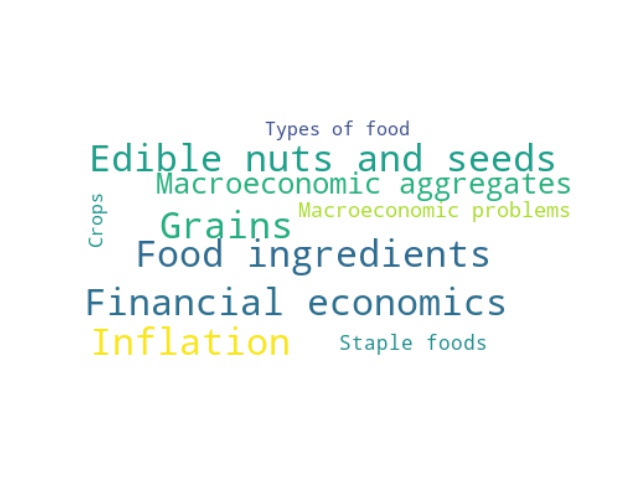 Types of food
Edible nuts and seeds
Macroeconomic aggregates
Crops
Macroeconomic problems
Grains
Food ingredients
Financial economics
Inflation
Staple foods